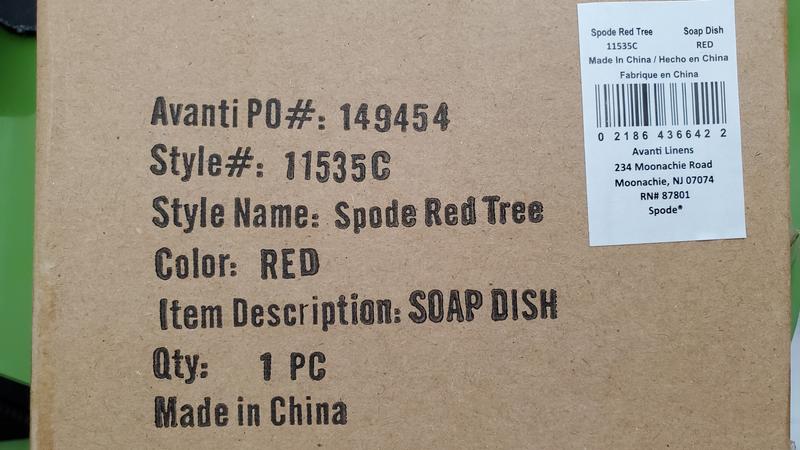 Avanti PO#: 149454
Style#: 11535C
Style Name: Spode Red Tree
Color: RED
Item Description: SOAP DISH
Qty: 1 PC
Made in China
Spode Red Tree Soap Dish
11535C RED
Made In China / Hecho en China
Fabrique en China
0 2186 436642 2
Avanti Linens
234 Moonachie Road
Moonachie, NJ 07074
RN# 87801
Spode®